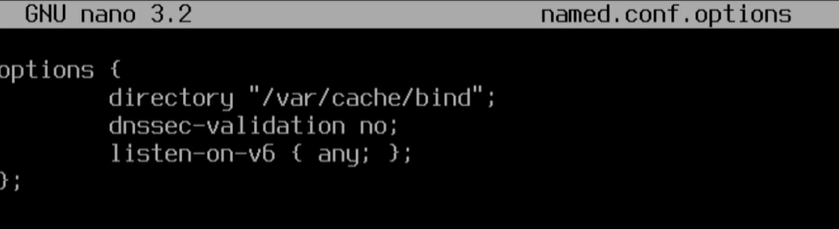 GNU nano 3.2 named.conf.options
options {
directory "/var/cache/bind";
dnssec-validation no;
listen-on-v6 { any; };
};